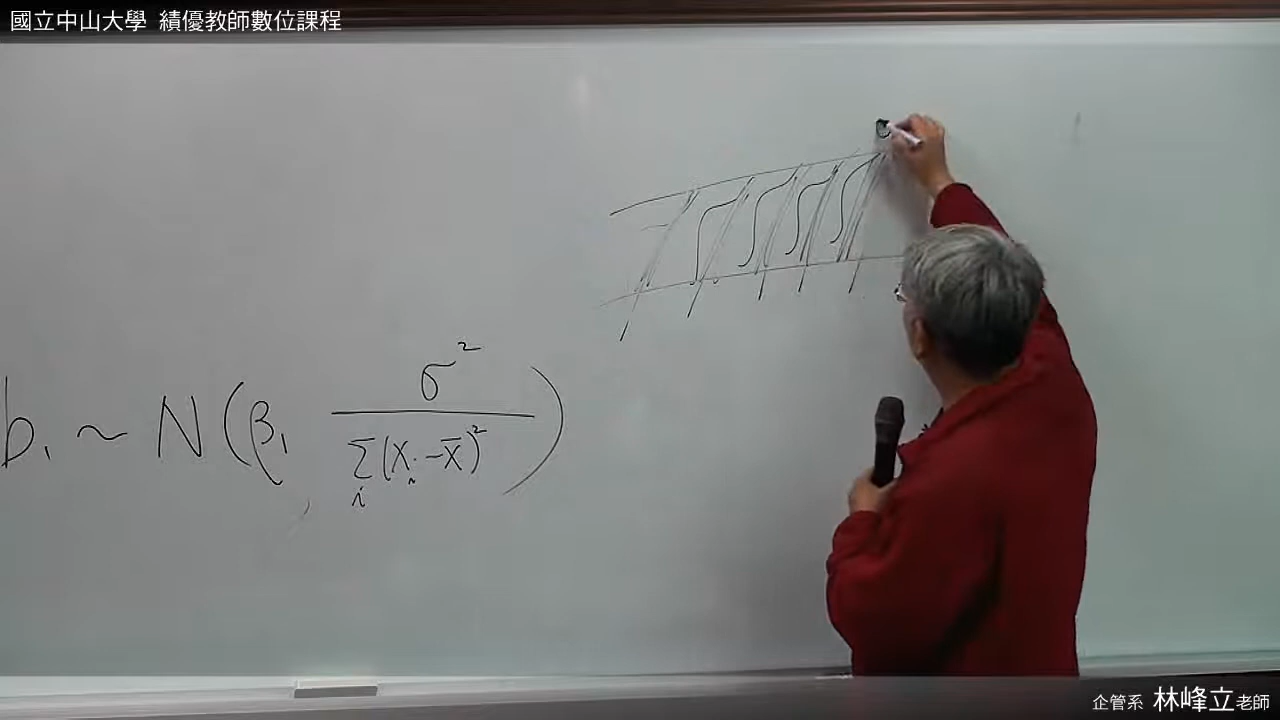 國立中山大學 績優教師數位課程
b₁ ~ N(β₁, σ² / Σᵢ(Xᵢ - X̄)²)
企管系 林峰立老師